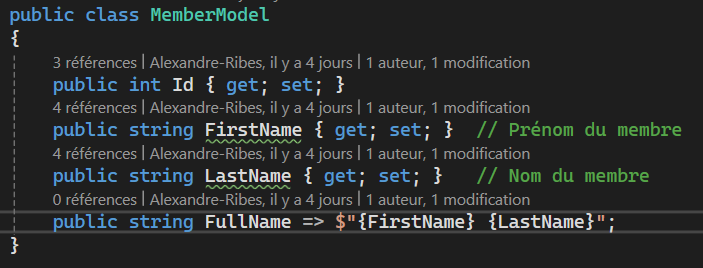 public class MemberModel
{
3 références | Alexandre-Ribes, il y a 4 jours | 1 auteur, 1 modification
public int Id { get; set; }
4 références | Alexandre-Ribes, il y a 4 jours | 1 auteur, 1 modification
public string FirstName { get; set; }  // Prénom du membre
4 références | Alexandre-Ribes, il y a 4 jours | 1 auteur, 1 modification
public string LastName { get; set; }   // Nom du membre
0 références | Alexandre-Ribes, il y a 4 jours | 1 auteur, 1 modification
public string FullName => $"{FirstName} {LastName}";
}